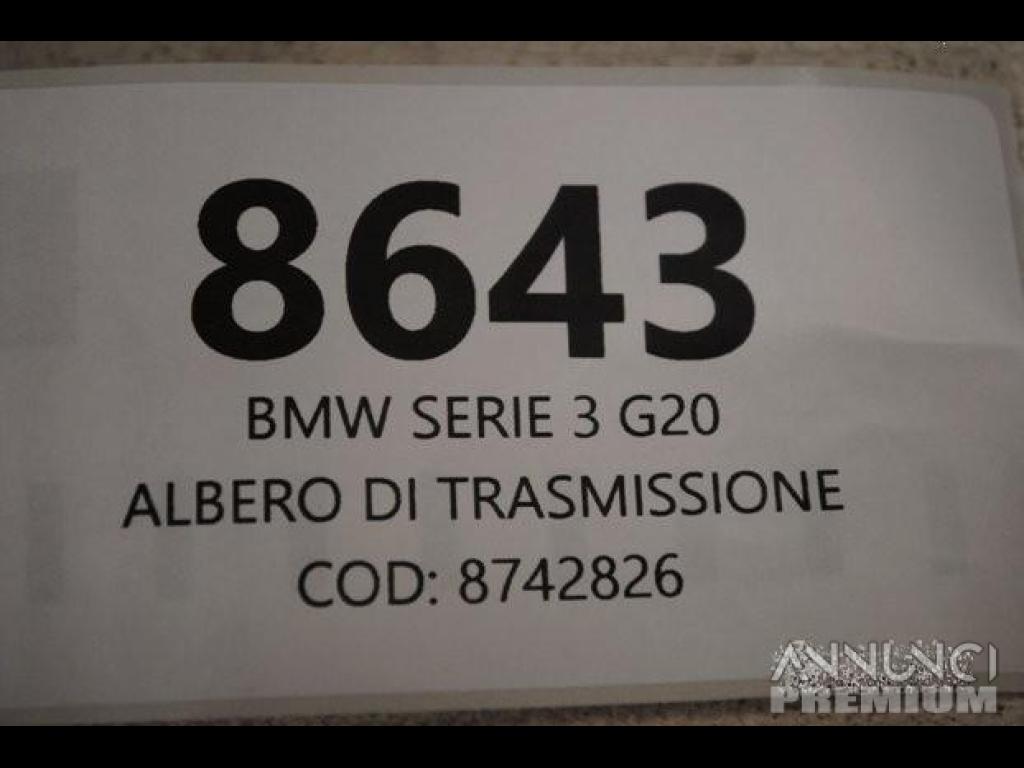 8643
BMW SERIE 3 G20
ALBERO DI TRASMISSIONE
COD: 8742826
ANNUNCI
PREMIUM